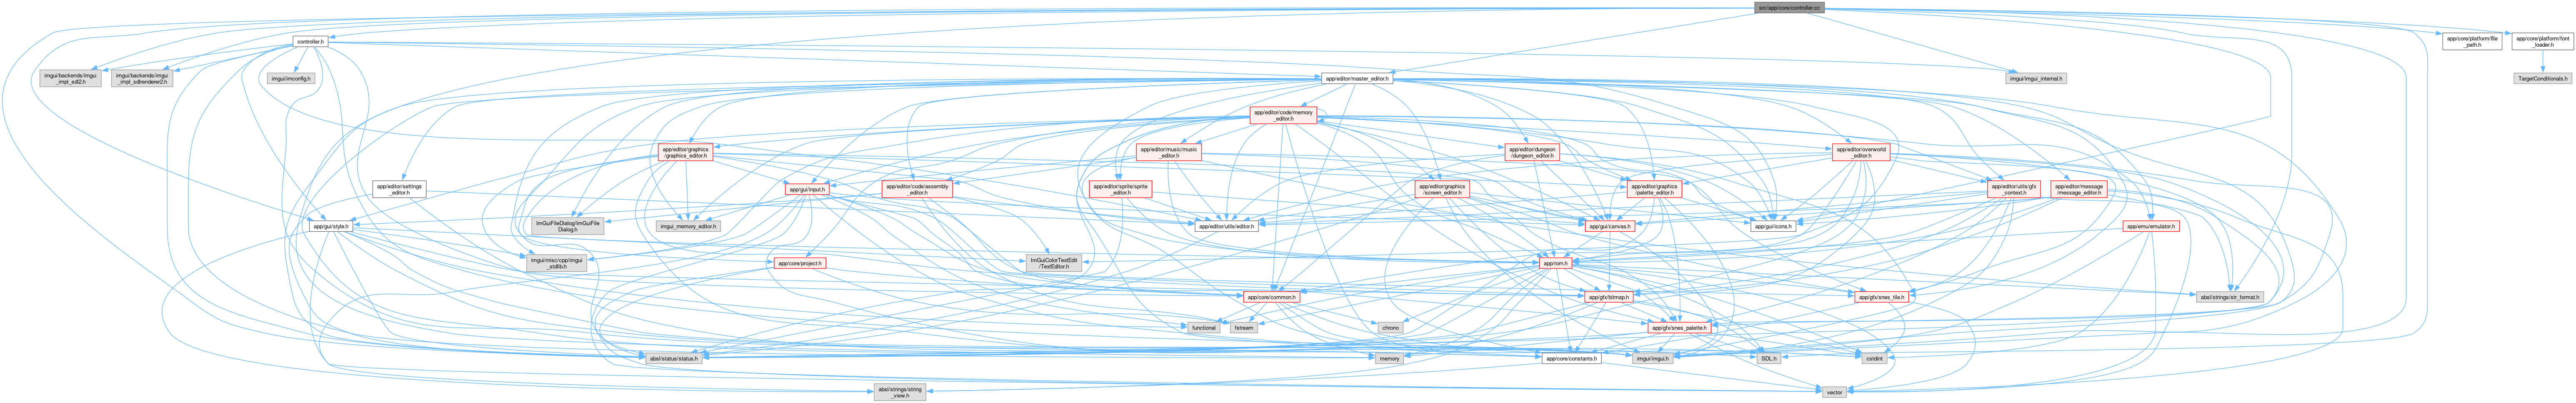 src/app/core/controller.cc
controller.h
app/core/platform/file
_path.h
app/core/platform/font
_loader.h
imgui/backends/imgui
_impl_sdl2.h
imgui/backends/imgui
_impl_sdlrenderer2.h
imgui/imconfig.h
app/editor/master_editor.h
imgui/imgui_internal.h
TargetConditionals.h
app/editor/code/memory
_editor.h
app/editor/graphics
/graphics_editor.h
app/editor/music/music
_editor.h
app/editor/dungeon
/dungeon_editor.h
app/editor/overworld
_editor.h
app/editor/settings
_editor.h
app/gui/input.h
app/editor/code/assembly
_editor.h
app/editor/sprite/sprite
_editor.h
app/editor/graphics
/screen_editor.h
app/editor/graphics
/palette_editor.h
app/editor/utils/gfx
_context.h
app/editor/message
/message_editor.h
app/gui/style.h
ImGuiFileDialog/ImGuiFile
Dialog.h
imgui_memory_editor.h
app/editor/utils/editor.h
app/gui/canvas.h
app/gui/icons.h
app/emu/emulator.h
imgui/misc/cpp/imgui
_stdlib.h
app/core/project.h
ImGuiColorTextEdit
/TextEditor.h
app/rom.h
app/core/common.h
app/gfx/bitmap.h
app/gfx/snes_tile.h
absl/strings/str_format.h
functional
fstream
chrono
app/gfx/snes_palette.h
absl/status/status.h
memory
app/core/constants.h
imgui/imgui.h
SDL.h
cstdint
absl/strings/string
_view.h
vector